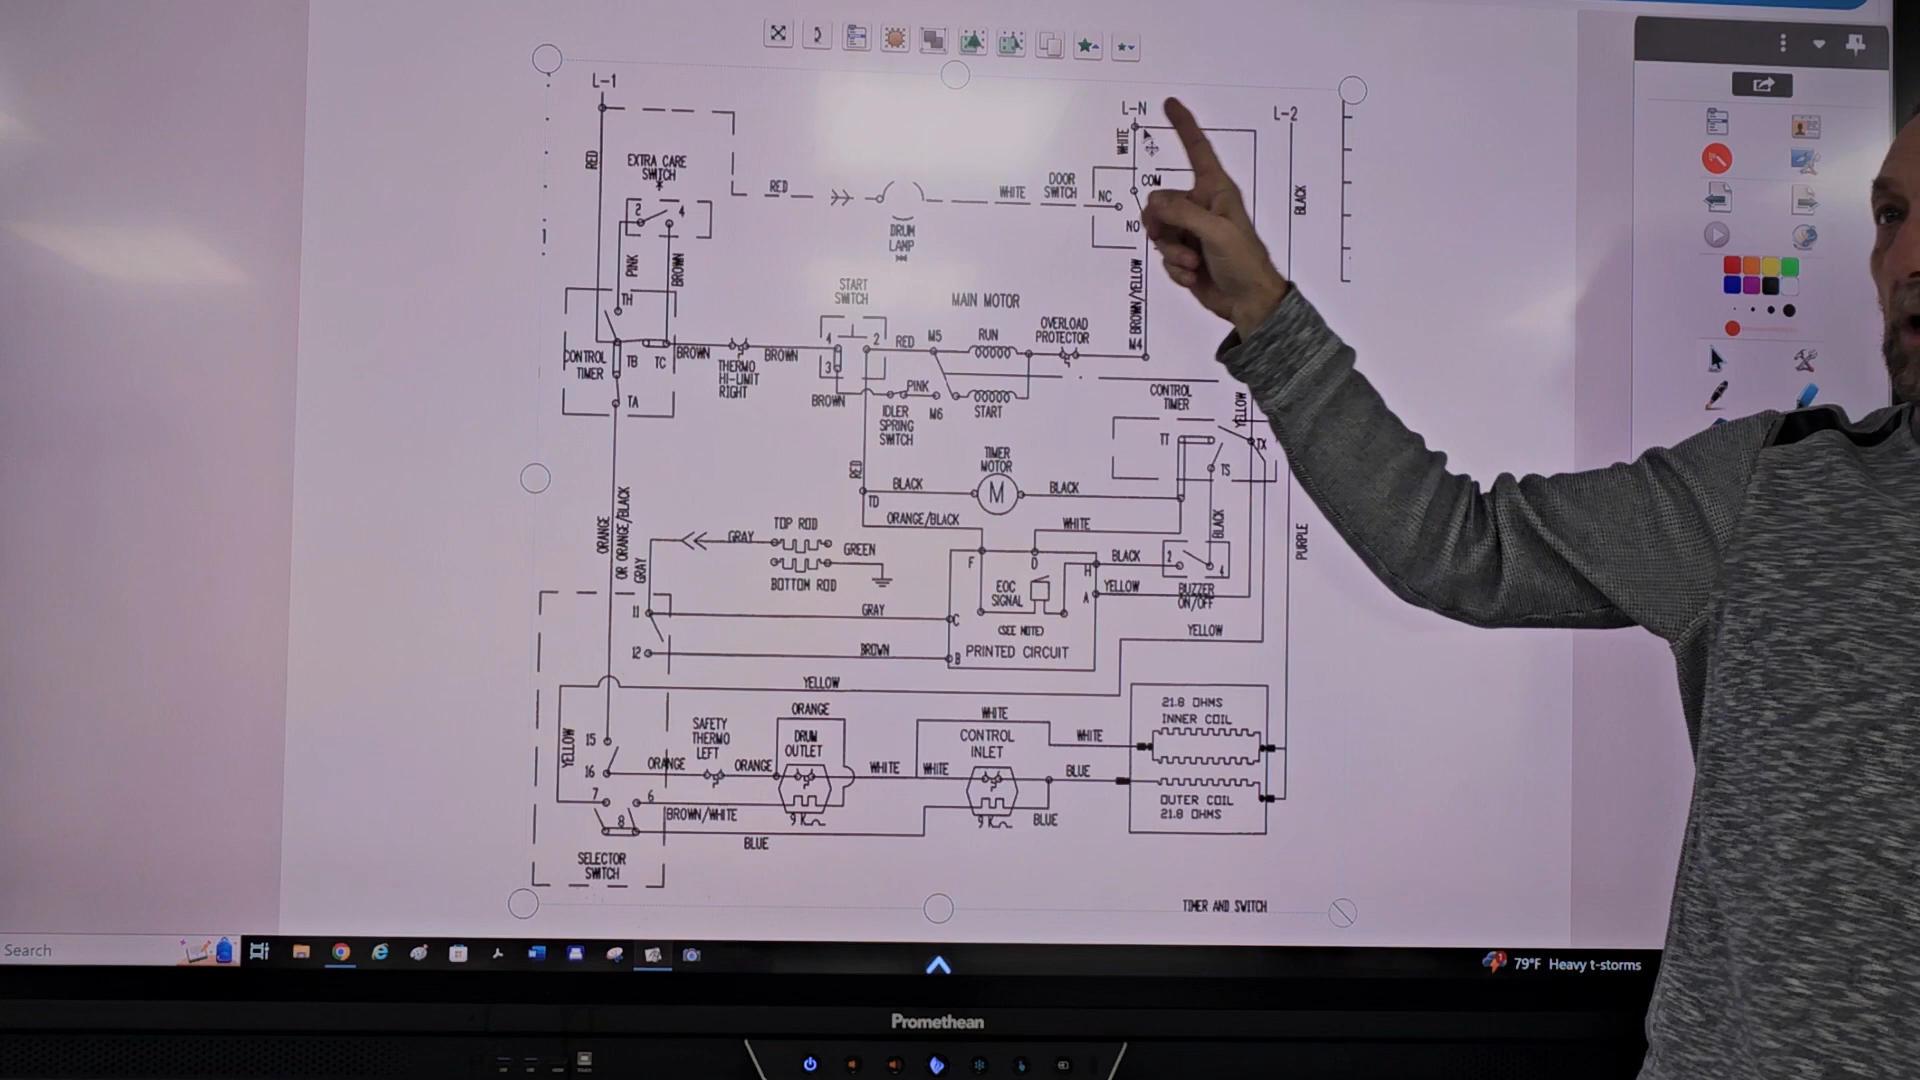 L-1
L-N
L-2
RED
EXTRA CARE
SWITCH
*
2
4
PINK
BROWN
RED
DRUM
LAMP
WHITE
DOOR
SWITCH
NC
COM
NO
WHITE
BLACK
BROWN/YELLOW
TH
TB
TC
TA
CONTROL
TIMER
BROWN
THERMO
HI-LIMIT
RIGHT
BROWN
START
SWITCH
4
2
3
BROWN
RED
M5
MAIN MOTOR
RUN
OVERLOAD
PROTECTOR
M4
PINK
M6
START
IDLER
SPRING
SWITCH
CONTROL
TIMER
YELLOW
TT
TX
TS
RED
TIMER
MOTOR
BLACK
M
BLACK
TD
ORANGE/BLACK
WHITE
BLACK
PURPLE
ORANGE
OR ORANGE/BLACK
GRAY
GRAY
TOP ROD
GREEN
BOTTOM ROD
F
D
H
EOC
SIGNAL
A
(SEE NOTE)
PRINTED CIRCUIT
BLACK
2
4
YELLOW
BUZZER
ON/OFF
11
GRAY
C
12
BROWN
B
YELLOW
YELLOW
YELLOW
15
16
7
6
8
ORANGE
SAFETY
THERMO
LEFT
ORANGE
ORANGE
DRUM
OUTLET
9 K
WHITE
WHITE
WHITE
CONTROL
INLET
9 K
WHITE
BLUE
BLUE
BROWN/WHITE
BLUE
21.8 OHMS
INNER COIL
OUTER COIL
21.8 OHMS
SELECTOR
SWITCH
TIMER AND SWITCH
Search
79°F Heavy t-storms
Promethean